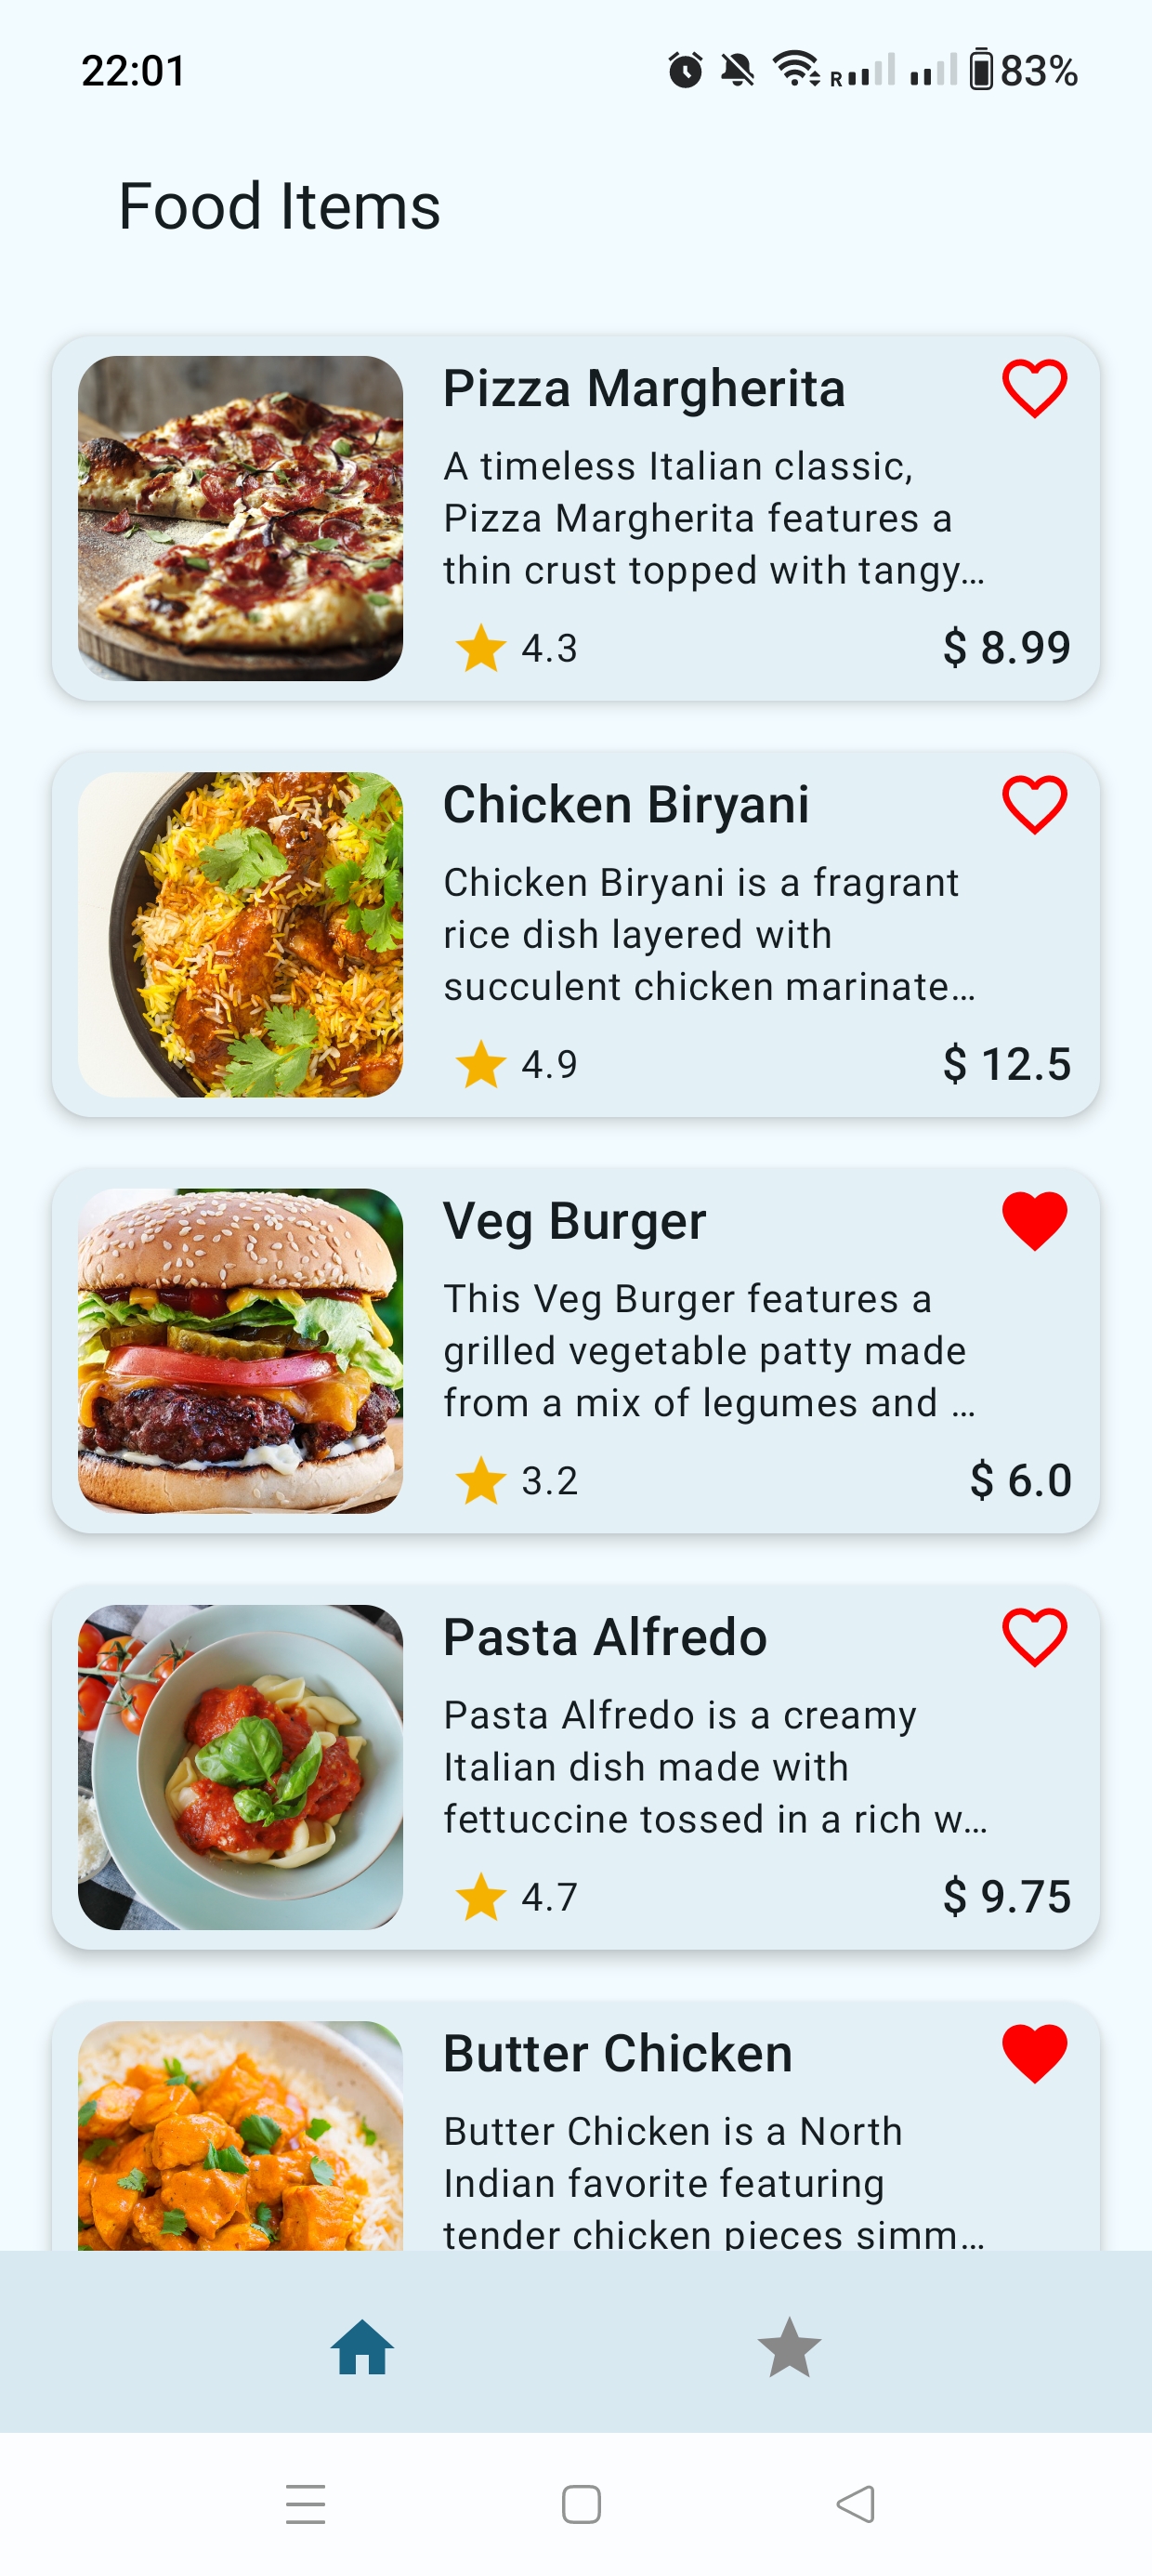 22:01
R
83%
Food Items
Pizza Margherita
A timeless Italian classic,
Pizza Margherita features a
thin crust topped with tangy…
4.3
$ 8.99
Chicken Biryani
Chicken Biryani is a fragrant
rice dish layered with
succulent chicken marinate…
4.9
$ 12.5
Veg Burger
This Veg Burger features a
grilled vegetable patty made
from a mix of legumes and …
3.2
$ 6.0
Pasta Alfredo
Pasta Alfredo is a creamy
Italian dish made with
fettuccine tossed in a rich w…
4.7
$ 9.75
Butter Chicken
Butter Chicken is a North
Indian favorite featuring
tender chicken pieces simm…